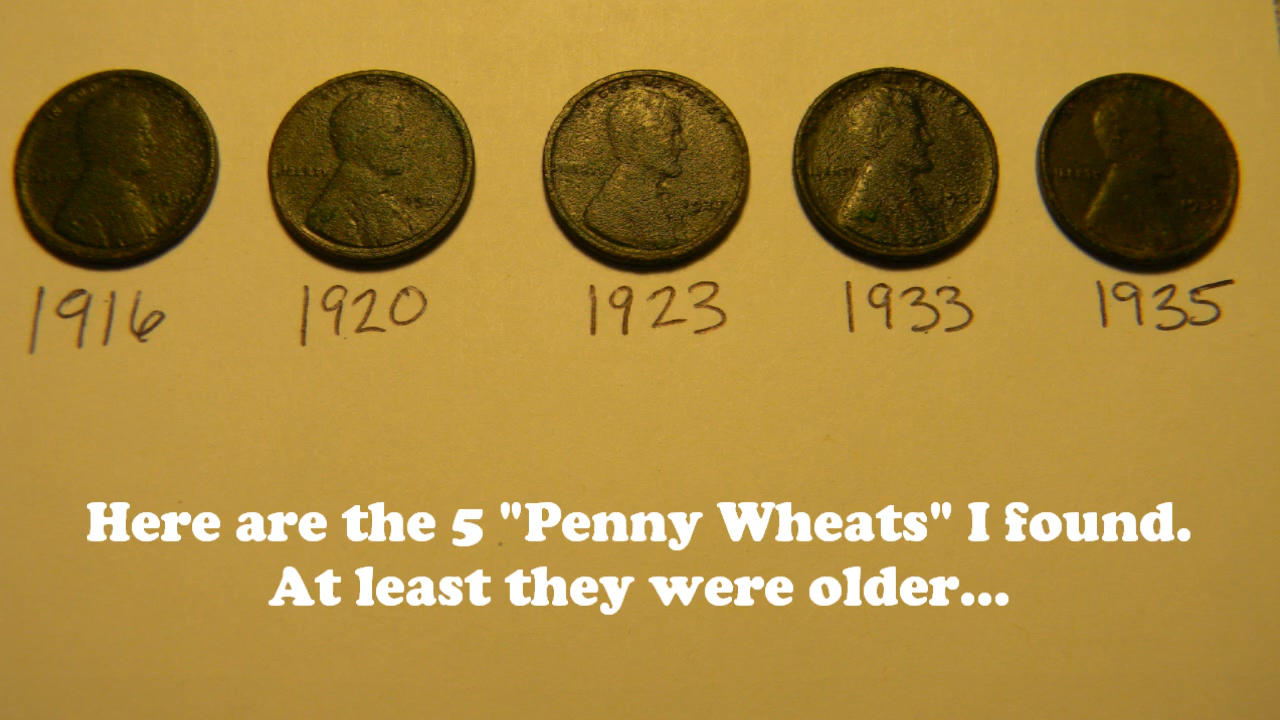 1916 1920 1923 1933 1935
Here are the 5 "Penny Wheats" I found.
At least they were older...